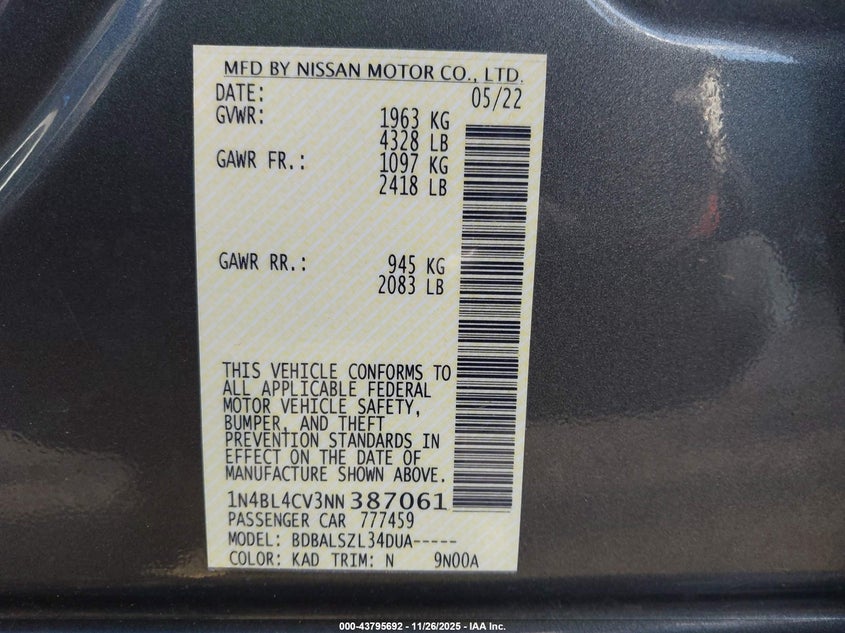 MFD BY NISSAN MOTOR CO., LTD.
DATE: 05/22
GVWR: 1963 KG
4328 LB
GAWR FR.: 1097 KG
2418 LB
GAWR RR.: 945 KG
2083 LB
THIS VEHICLE CONFORMS TO
ALL APPLICABLE FEDERAL
MOTOR VEHICLE SAFETY,
BUMPER, AND THEFT
PREVENTION STANDARDS IN
EFFECT ON THE DATE OF
MANUFACTURE SHOWN ABOVE.
1N4BL4CV3NN387061
PASSENGER CAR 777459
MODEL: BDBALSZL34DUA-----
COLOR: KAD TRIM: N 9N00A
000-43795692 - 11/26/2025 - IAA Inc.